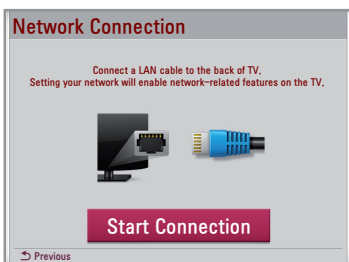 Network Connection
Connect a LAN cable to the back of TV.
Setting your network will enable network-related features on the TV.
Start Connection
Previous